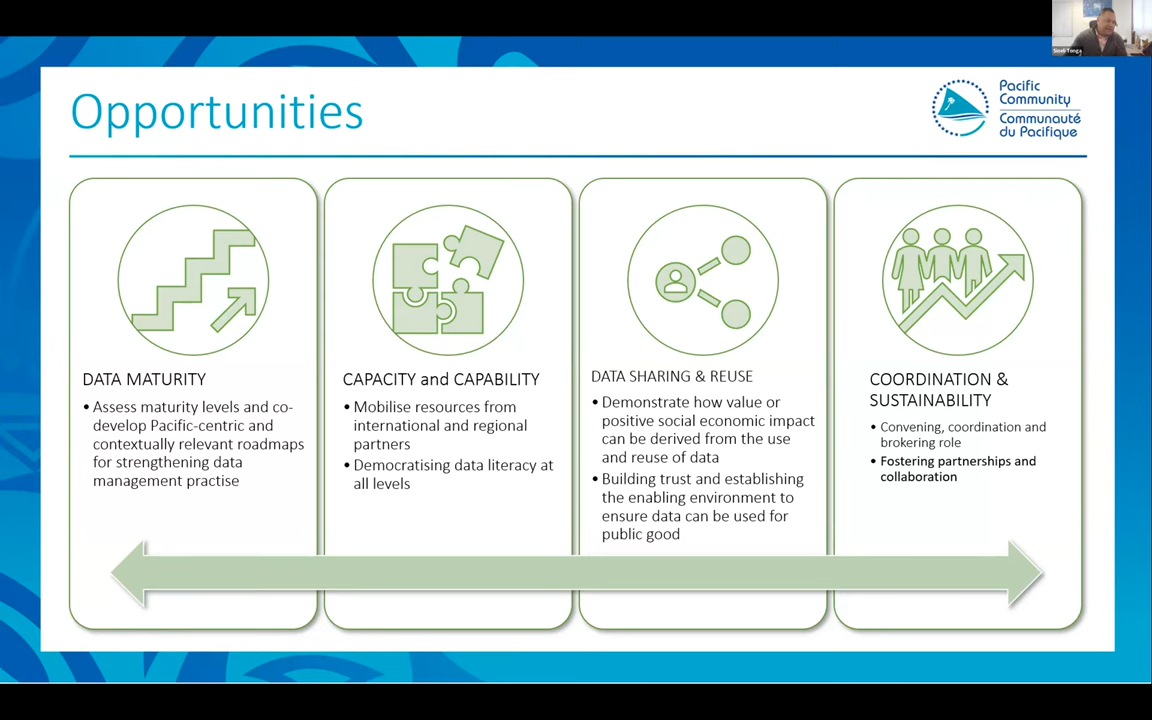 Sioeli Tonga
Opportunities
Pacific
Community
Communauté
du Pacifique
DATA MATURITY
• Assess maturity levels and co-
develop Pacific-centric and
contextually relevant roadmaps
for strengthening data
management practise
CAPACITY and CAPABILITY
• Mobilise resources from
international and regional
partners
• Democratising data literacy at
all levels
DATA SHARING & REUSE
• Demonstrate how value or
positive social economic impact
can be derived from the use
and reuse of data
• Building trust and establishing
the enabling environment to
ensure data can be used for
public good
COORDINATION &
SUSTAINABILITY
• Convening, coordination and
brokering role
• Fostering partnerships and
collaboration